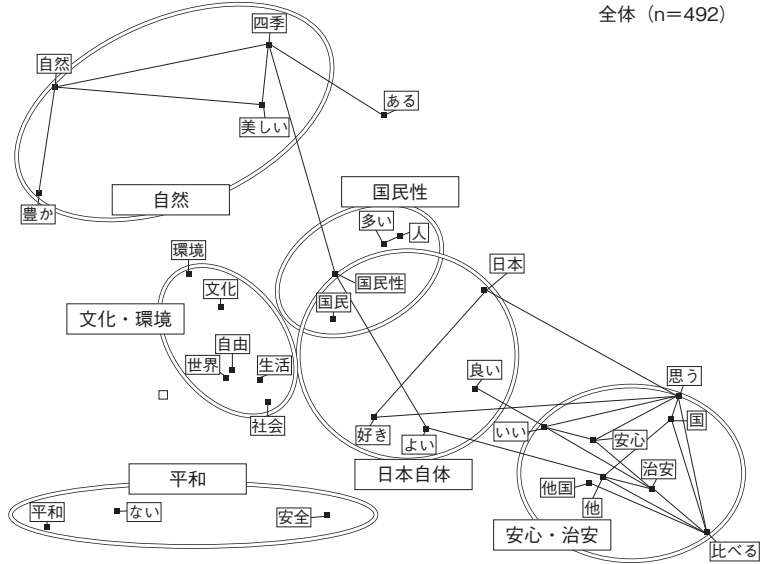 全体（n=492）
四季
自然
ある
美しい
自然
豊か
国民性
多い
人
環境
日本
国民性
文化
国民
文化・環境
自由
世界
生活
良い
思う
社会
好き
よい
いい
国
安心
日本自体
治安
平和
他国
他
平和
ない
安全
安心・治安
比べる